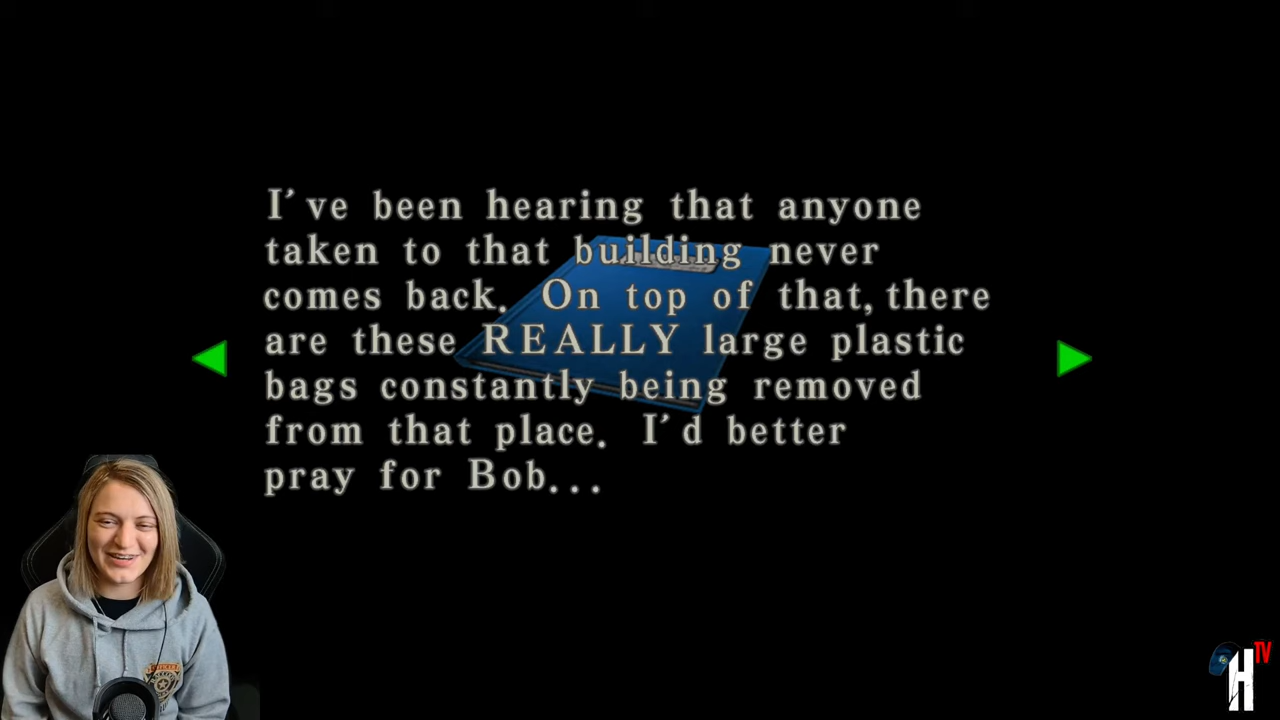 I've been hearing that anyone
taken to that building never
comes back. On top of that, there
are these REALLY large plastic
bags constantly being removed
from that place. I'd better
pray for Bob...
H TV